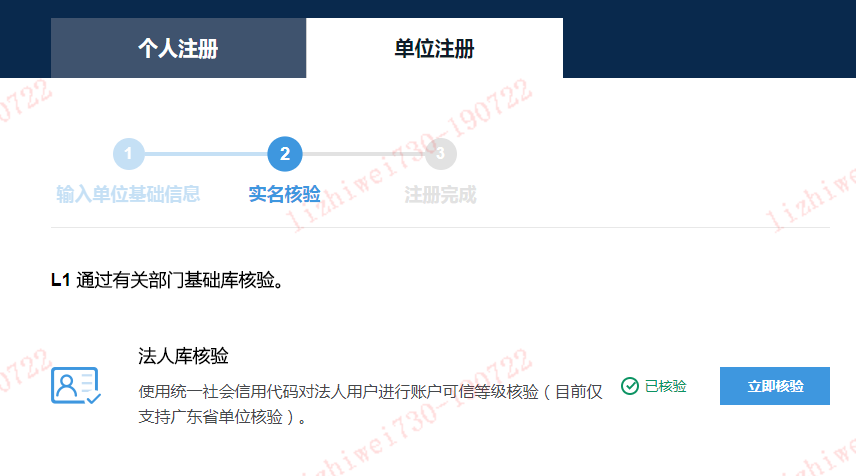 个人注册
单位注册
1
2
3
输入单位基础信息
实名核验
注册完成
L1 通过有关部门基础库核验。
法人库核验
使用统一社会信用代码对法人用户进行账户可信等级核验（目前仅
支持广东省单位核验）。
已核验
立即核验
lizhiwei730-190722
lizhiwei730-190722